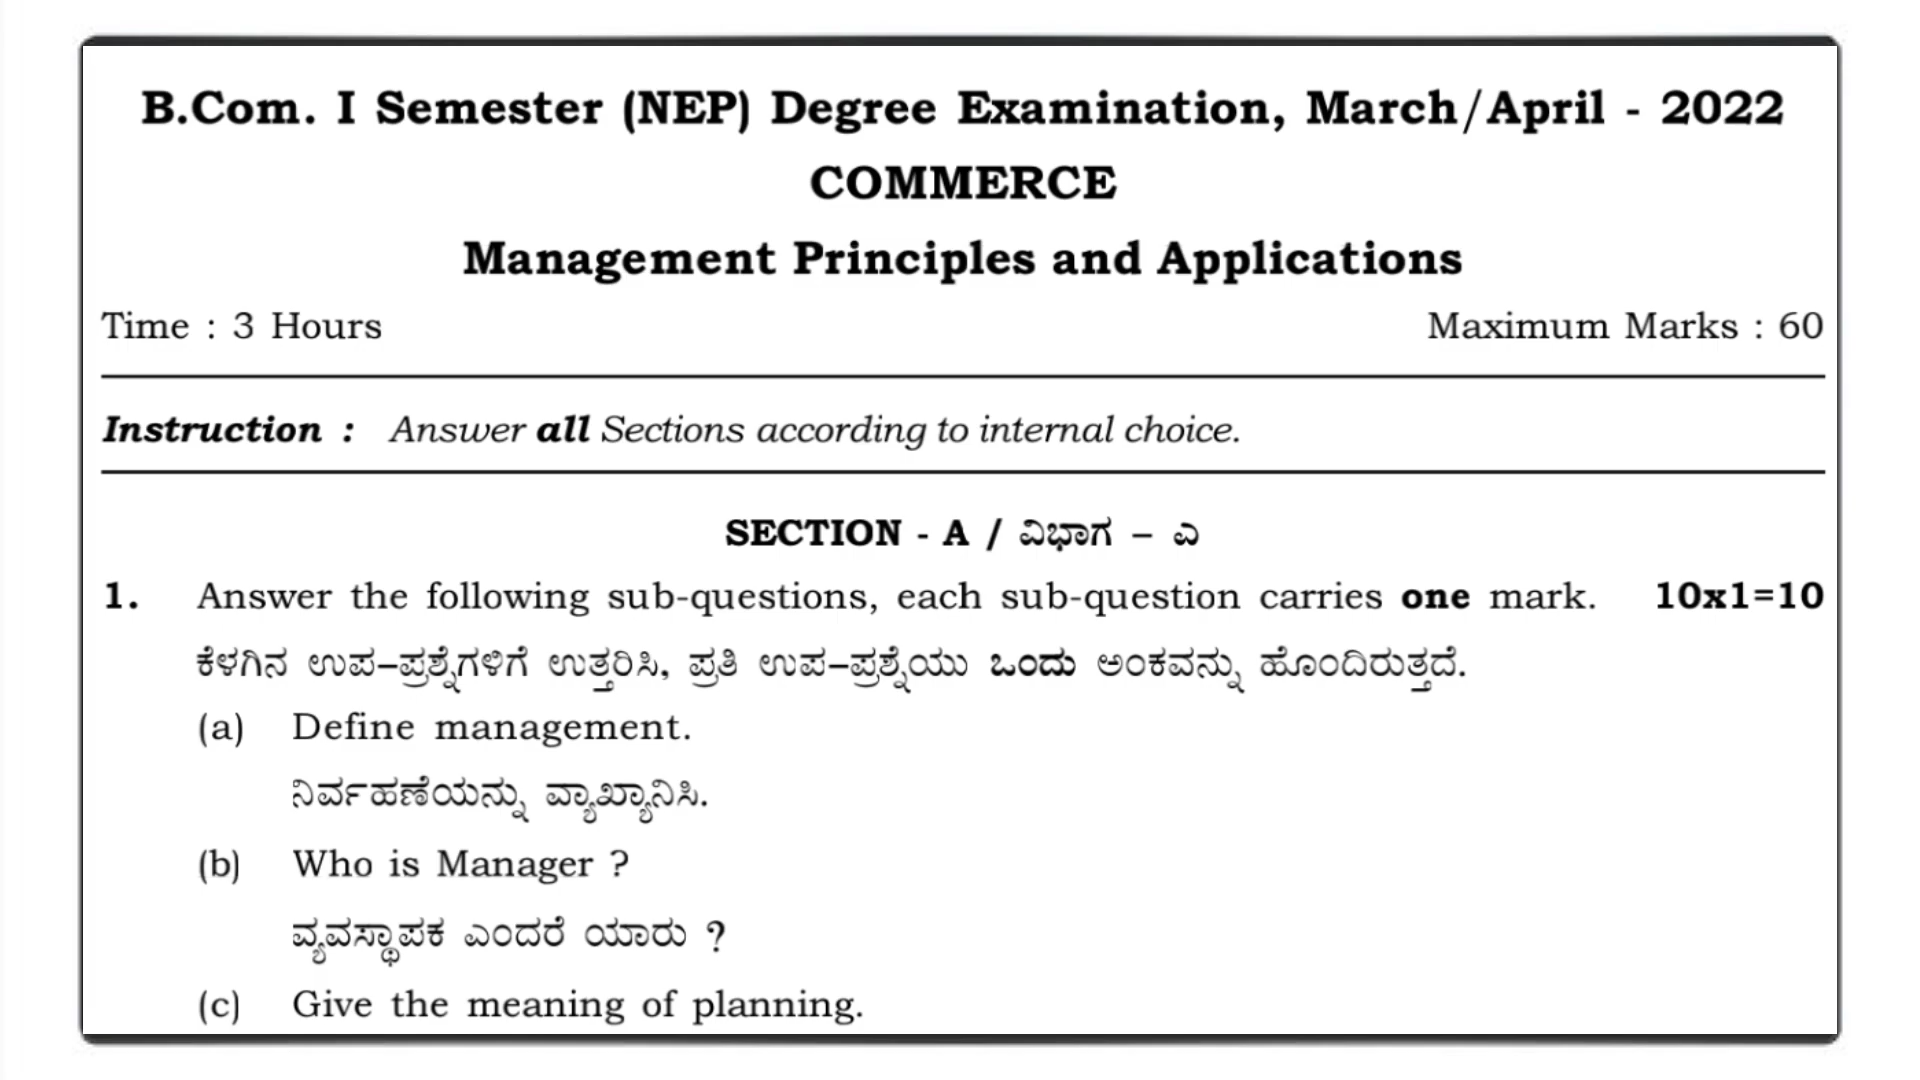 B.Com. I Semester (NEP) Degree Examination, March/April - 2022
COMMERCE
Management Principles and Applications
Time : 3 Hours Maximum Marks : 60
Instruction : Answer all Sections according to internal choice.
SECTION - A / ವಿಭಾಗ – ಎ
1. Answer the following sub-questions, each sub-question carries one mark. 10x1=10
ಕೆಳಗಿನ ಉಪ–ಪ್ರಶ್ನೆಗಳಿಗೆ ಉತ್ತರಿಸಿ, ಪ್ರತಿ ಉಪ–ಪ್ರಶ್ನೆಯು ಒಂದು ಅಂಕವನ್ನು ಹೊಂದಿರುತ್ತದೆ.
(a) Define management.
ನಿರ್ವಹಣೆಯನ್ನು ವ್ಯಾಖ್ಯಾನಿಸಿ.
(b) Who is Manager ?
ವ್ಯವಸ್ಥಾಪಕ ಎಂದರೆ ಯಾರು ?
(c) Give the meaning of planning.